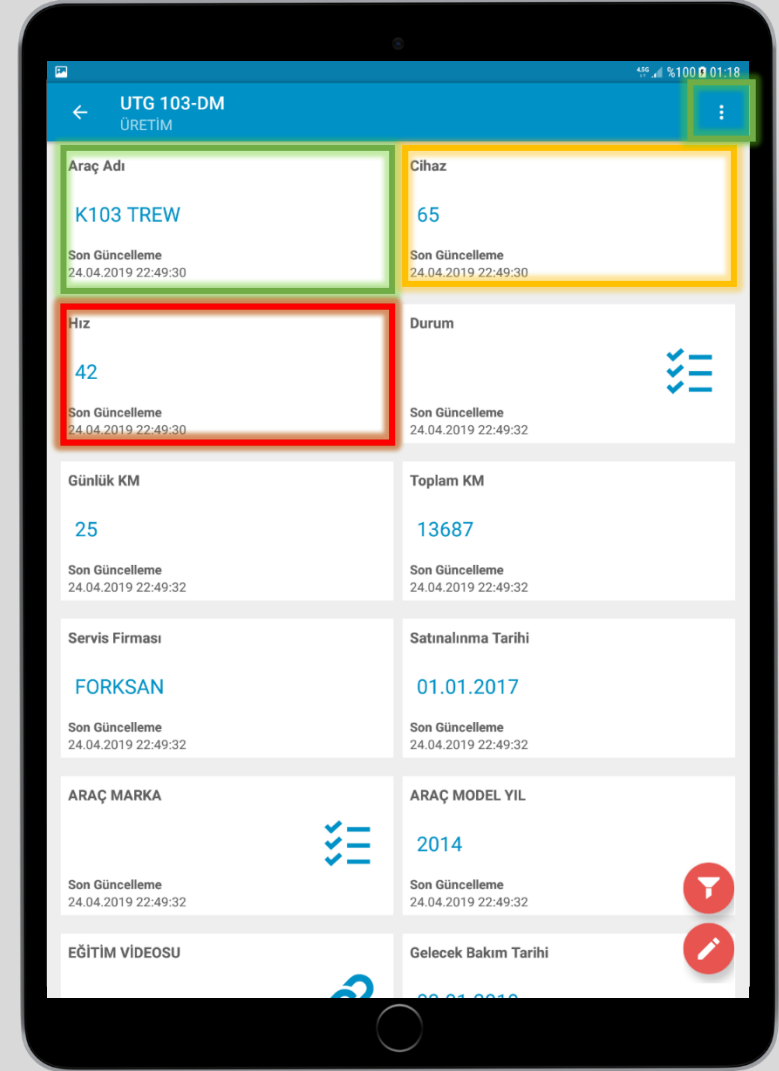 4.5G %100 01:18
UTG 103-DM
ÜRETİM
Araç Adı
K103 TREW
Son Güncelleme
24.04.2019 22:49:30
Cihaz
65
Son Güncelleme
24.04.2019 22:49:30
Hız
42
Son Güncelleme
24.04.2019 22:49:30
Durum
Son Güncelleme
24.04.2019 22:49:32
Günlük KM
25
Son Güncelleme
24.04.2019 22:49:32
Toplam KM
13687
Son Güncelleme
24.04.2019 22:49:32
Servis Firması
FORKSAN
Son Güncelleme
24.04.2019 22:49:32
Satınalınma Tarihi
01.01.2017
Son Güncelleme
24.04.2019 22:49:32
ARAÇ MARKA
Son Güncelleme
24.04.2019 22:49:32
ARAÇ MODEL YIL
2014
Son Güncelleme
24.04.2019 22:49:32
EĞİTİM VİDEOSU
Gelecek Bakım Tarihi